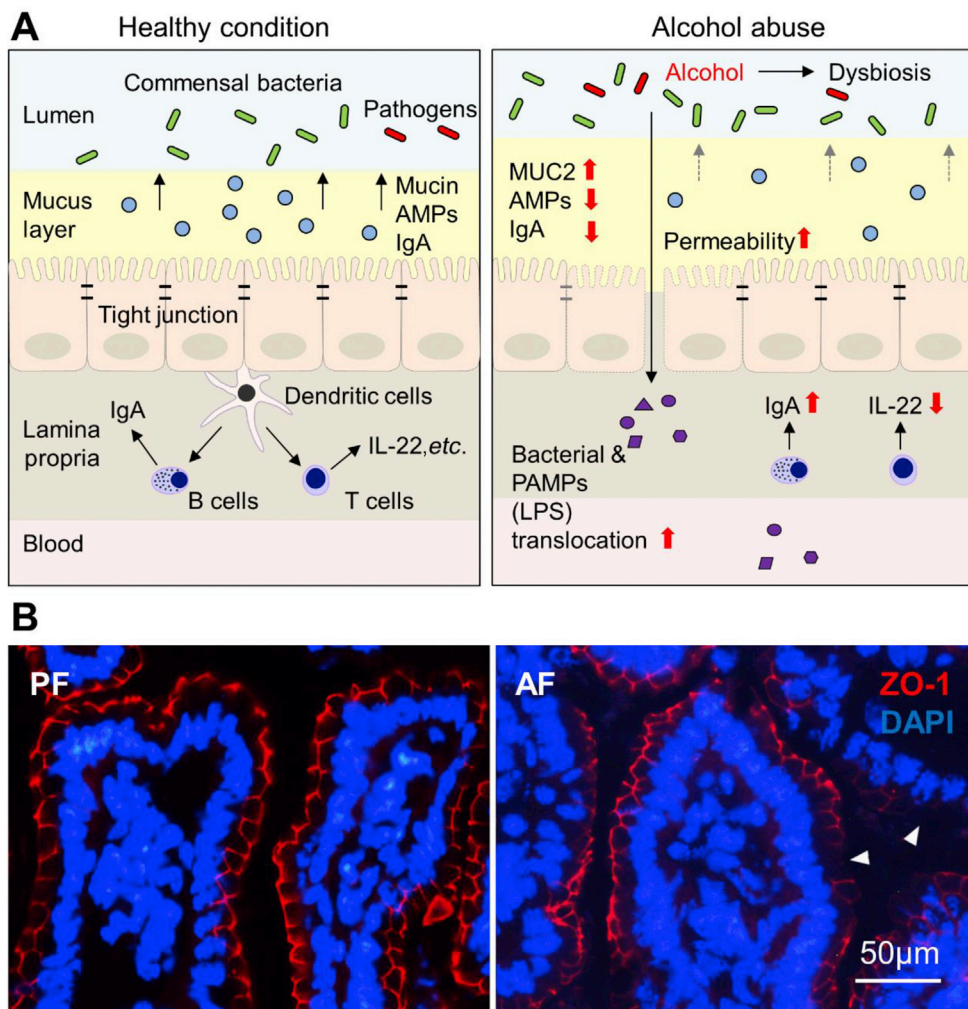 A
Healthy condition
Commensal bacteria
Lumen
Pathogens
Mucus
layer
Mucin
AMPs
IgA
Tight junction
Dendritic cells
Lamina
propria
IgA
IL-22,etc.
B cells
T cells
Blood
Alcohol abuse
Alcohol
Dysbiosis
MUC2
AMPs
IgA
Permeability
IgA
IL-22
Bacterial &
PAMPs
(LPS)
translocation
B
PF
AF
ZO-1
DAPI
50μm